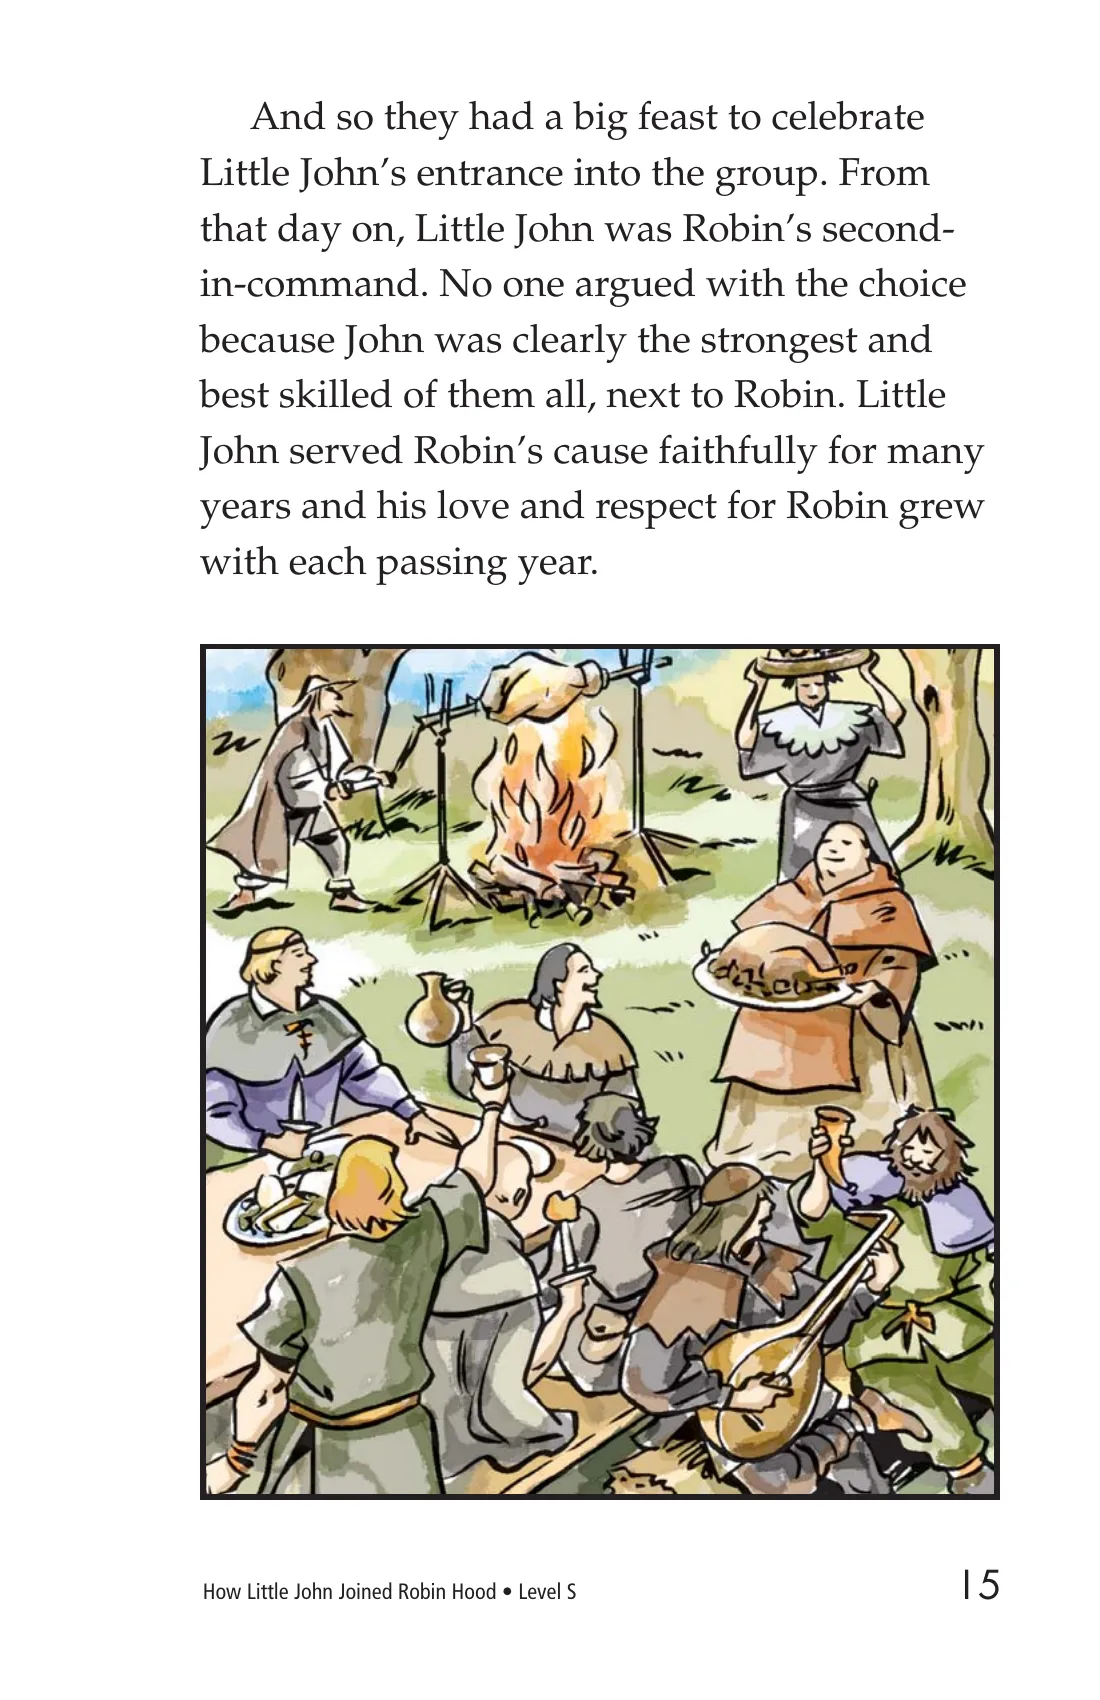 And so they had a big feast to celebrate
Little John’s entrance into the group. From
that day on, Little John was Robin’s second-
in-command. No one argued with the choice
because John was clearly the strongest and
best skilled of them all, next to Robin. Little
John served Robin’s cause faithfully for many
years and his love and respect for Robin grew
with each passing year.
How Little John Joined Robin Hood • Level S
15